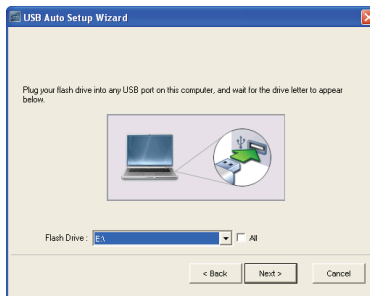 USB Auto Setup Wizard
Plug your flash drive into any USB port on this computer, and wait for the drive letter to appear
below.
Flash Drive : E:\ All
< Back Next > Cancel